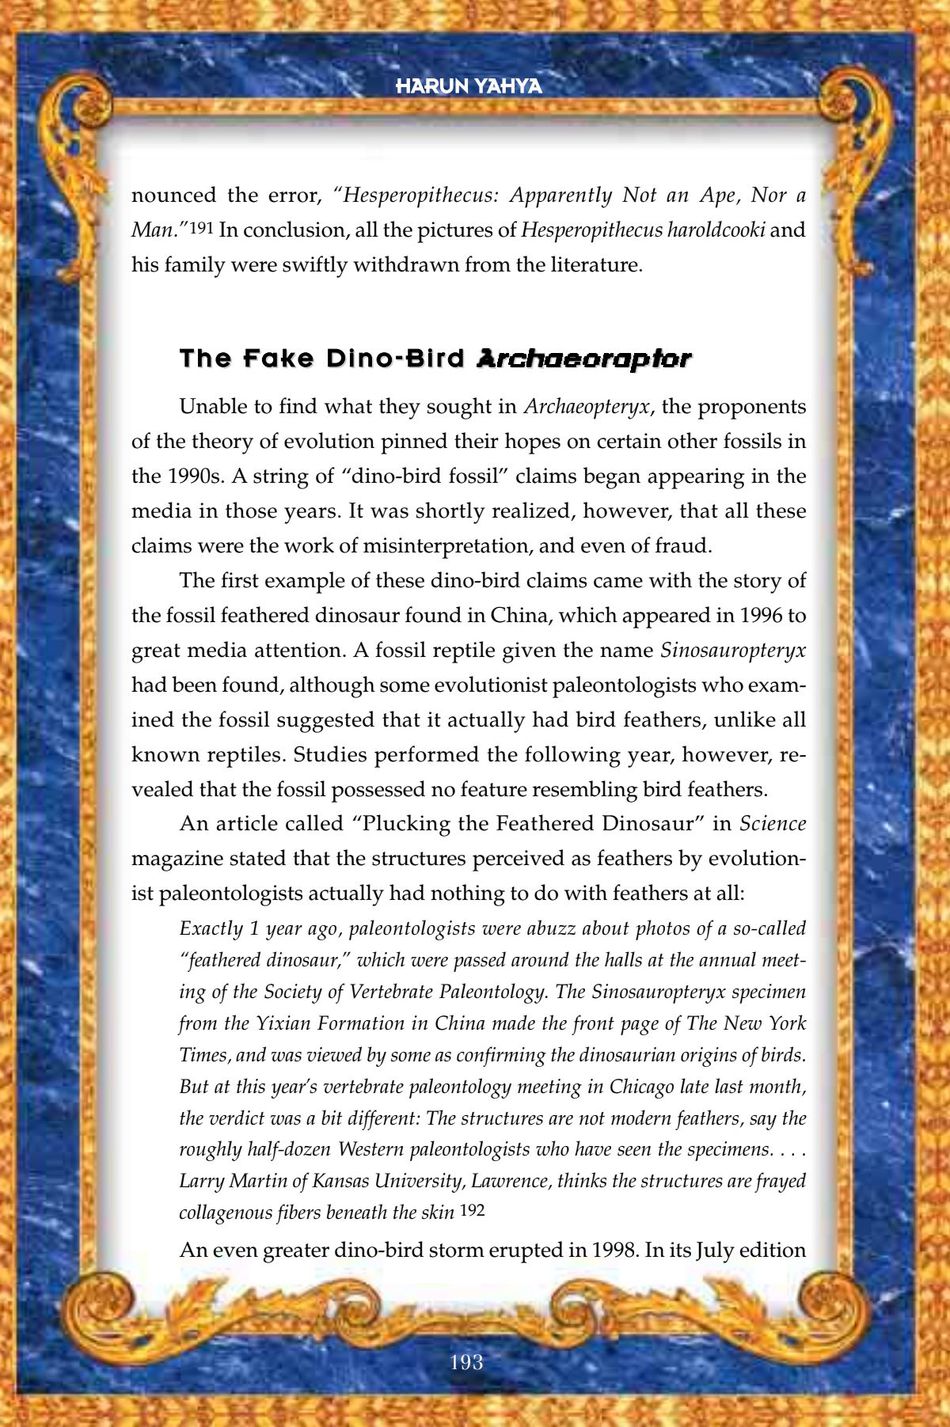 HARUN YAHYA
nounced the error, “Hesperopithecus: Apparently Not an Ape, Nor a
Man.”191 In conclusion, all the pictures of Hesperopithecus haroldcooki and
his family were swiftly withdrawn from the literature.
The Fake Dino-Bird Archaeoraptor
Unable to find what they sought in Archaeopteryx, the proponents
of the theory of evolution pinned their hopes on certain other fossils in
the 1990s. A string of “dino-bird fossil” claims began appearing in the
media in those years. It was shortly realized, however, that all these
claims were the work of misinterpretation, and even of fraud.
The first example of these dino-bird claims came with the story of
the fossil feathered dinosaur found in China, which appeared in 1996 to
great media attention. A fossil reptile given the name Sinosauropteryx
had been found, although some evolutionist paleontologists who exam-
ined the fossil suggested that it actually had bird feathers, unlike all
known reptiles. Studies performed the following year, however, re-
vealed that the fossil possessed no feature resembling bird feathers.
An article called “Plucking the Feathered Dinosaur” in Science
magazine stated that the structures perceived as feathers by evolution-
ist paleontologists actually had nothing to do with feathers at all:
Exactly 1 year ago, paleontologists were abuzz about photos of a so-called
“feathered dinosaur,” which were passed around the halls at the annual meet-
ing of the Society of Vertebrate Paleontology. The Sinosauropteryx specimen
from the Yixian Formation in China made the front page of The New York
Times, and was viewed by some as confirming the dinosaurian origins of birds.
But at this year’s vertebrate paleontology meeting in Chicago late last month,
the verdict was a bit different: The structures are not modern feathers, say the
roughly half-dozen Western paleontologists who have seen the specimens. . . .
Larry Martin of Kansas University, Lawrence, thinks the structures are frayed
collagenous fibers beneath the skin 192
An even greater dino-bird storm erupted in 1998. In its July edition
193